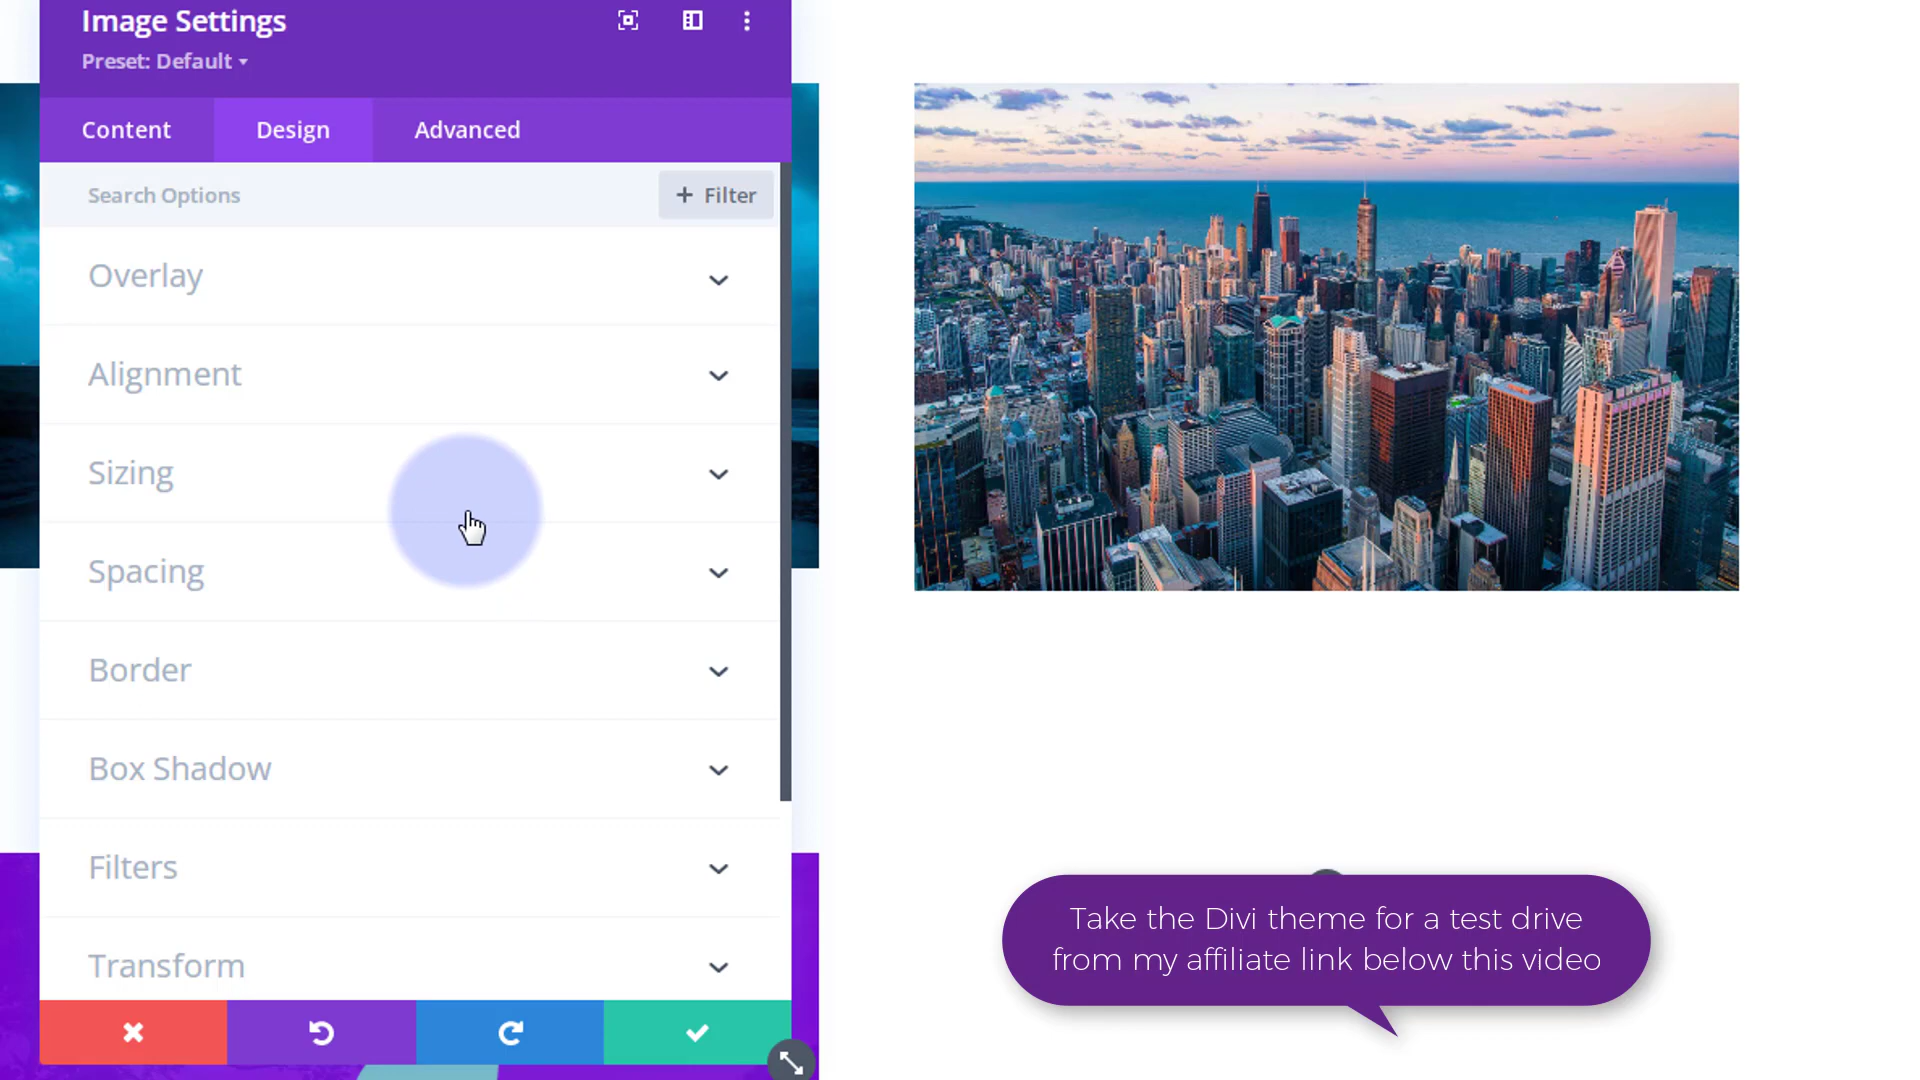 Image Settings
Preset: Default
Content
Design
Advanced
Search Options
+ Filter
Overlay
Alignment
Sizing
Spacing
Border
Box Shadow
Filters
Transform
Take the Divi theme for a test drive
from my affiliate link below this video